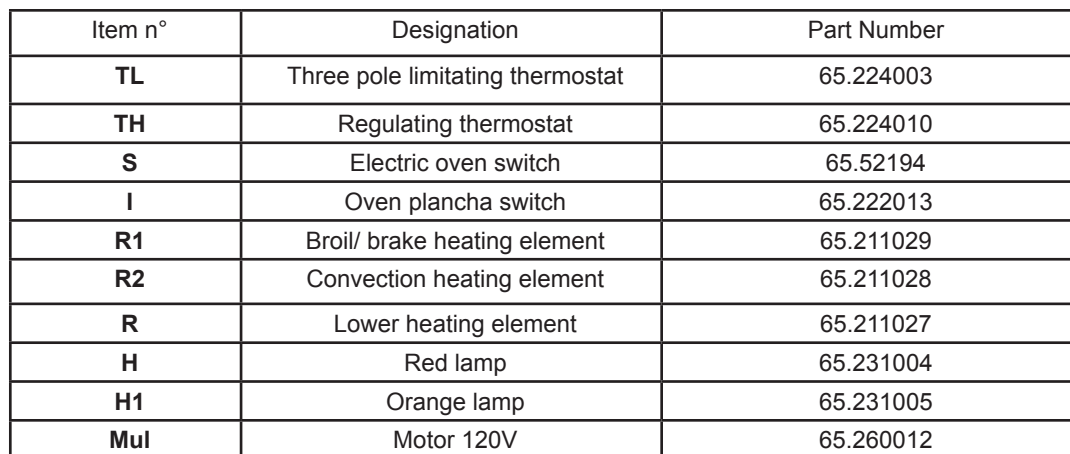 Item n° Designation Part Number
TL Three pole limitating thermostat 65.224003
TH Regulating thermostat 65.224010
S Electric oven switch 65.52194
I Oven plancha switch 65.222013
R1 Broil/ brake heating element 65.211029
R2 Convection heating element 65.211028
R Lower heating element 65.211027
H Red lamp 65.231004
H1 Orange lamp 65.231005
Mul Motor 120V 65.260012